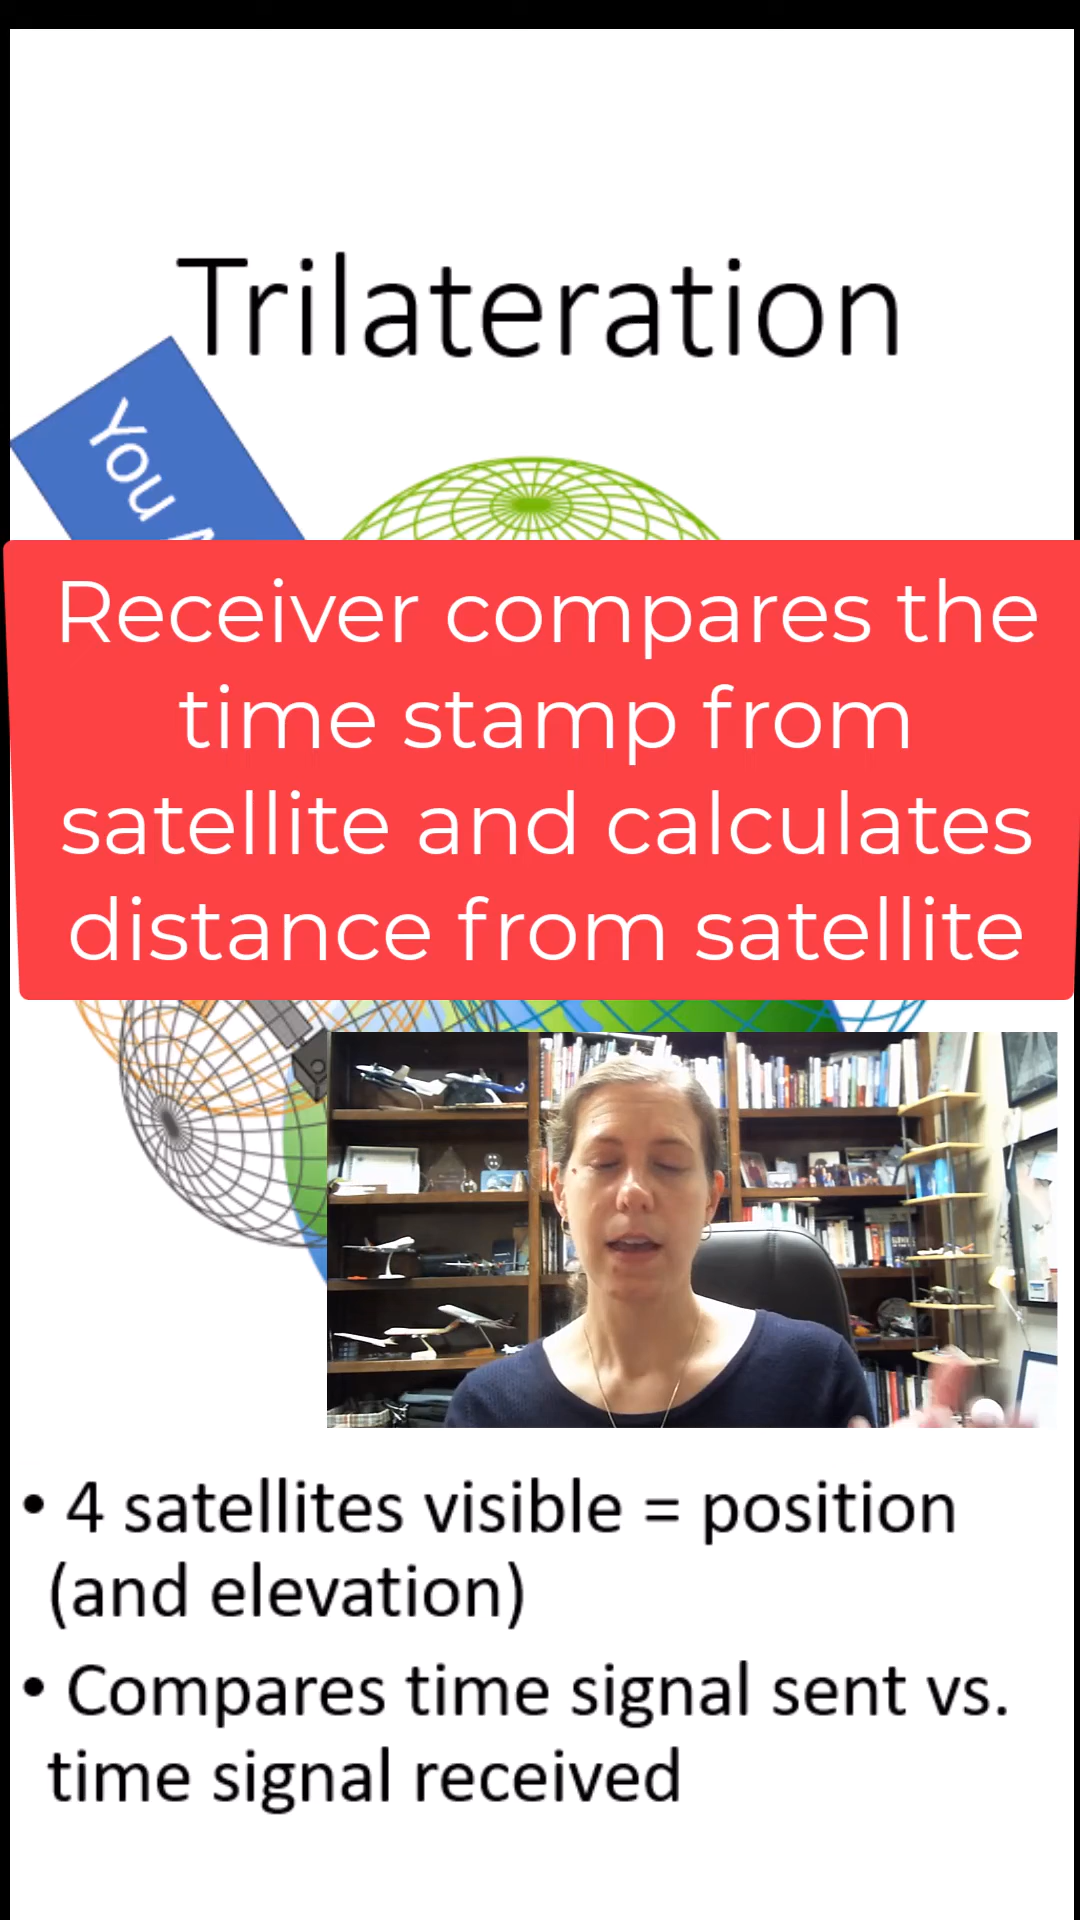 Trilateration
You
Receiver compares the
time stamp from
satellite and calculates
distance from satellite
• 4 satellites visible = position
(and elevation)
• Compares time signal sent vs.
time signal received